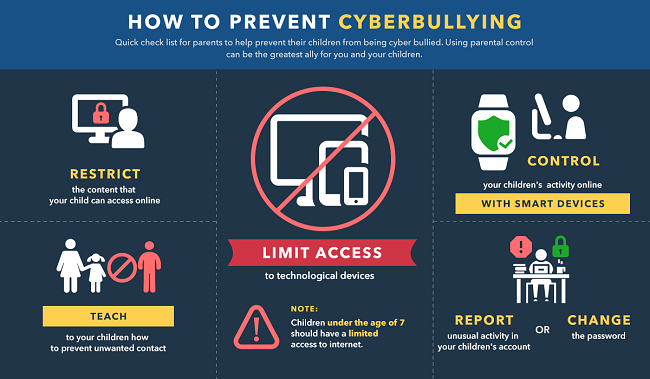 HOW TO PREVENT CYBERBULLYING
Quick check list for parents to help prevent their children from being cyber bullied. Using parental control
can be the greatest ally for you and your children.
RESTRICT
the content that
your child can access online
TEACH
to your children how
to prevent unwanted contact
LIMIT ACCESS
to technological devices
NOTE:
Children under the age of 7
should have a limited
access to internet.
CONTROL
your children's activity online
WITH SMART DEVICES
REPORT
unusual activity in
your children's account
OR
CHANGE
the password